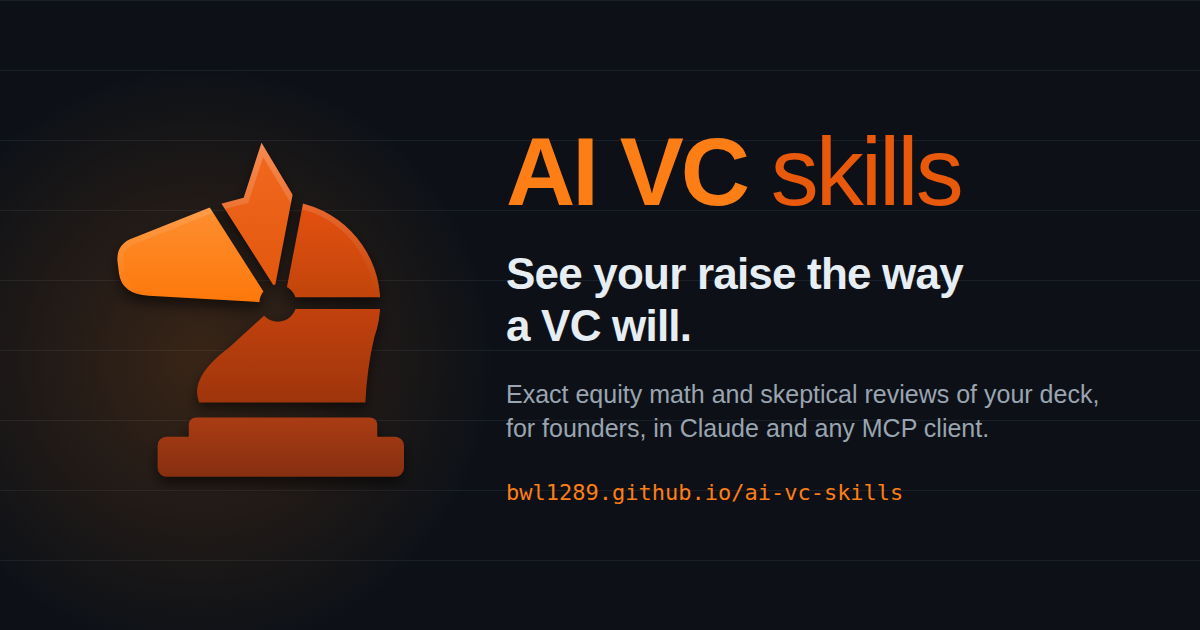 AI VC skills
See your raise the way
a VC will.
Exact equity math and skeptical reviews of your deck,
for founders, in Claude and any MCP client.
bwl1289.github.io/ai-vc-skills